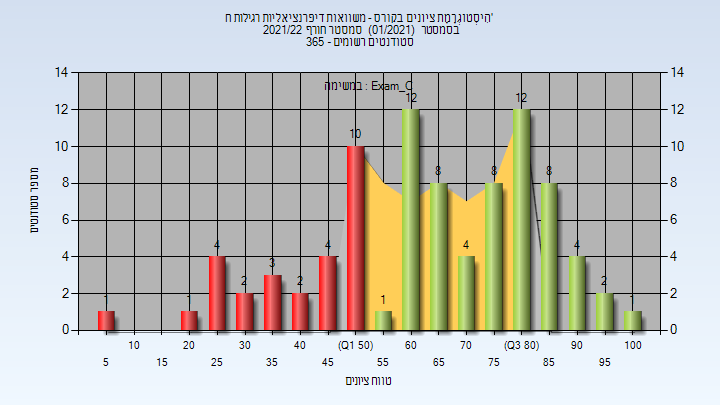 היסטוגרמת ציונים בקורס - משוואות דיפרנציאליות רגילות ח'
בסמסטר (01/2021) סמסטר חורף 2021/22
סטודנטים רשומים - 365
במשימה : Exam_C
מספר סטודנטים
14 14
12 12
10 10
8 8
6 6
4 4
2 2
0 0
1 1 4 2 3 2 4 10 1 12 8 4 8 12 8 4 2 1
10 20 30 40 (Q1 50) 60 70 (Q3 80) 90 100
5 15 25 35 45 55 65 75 85 95
טווח ציונים